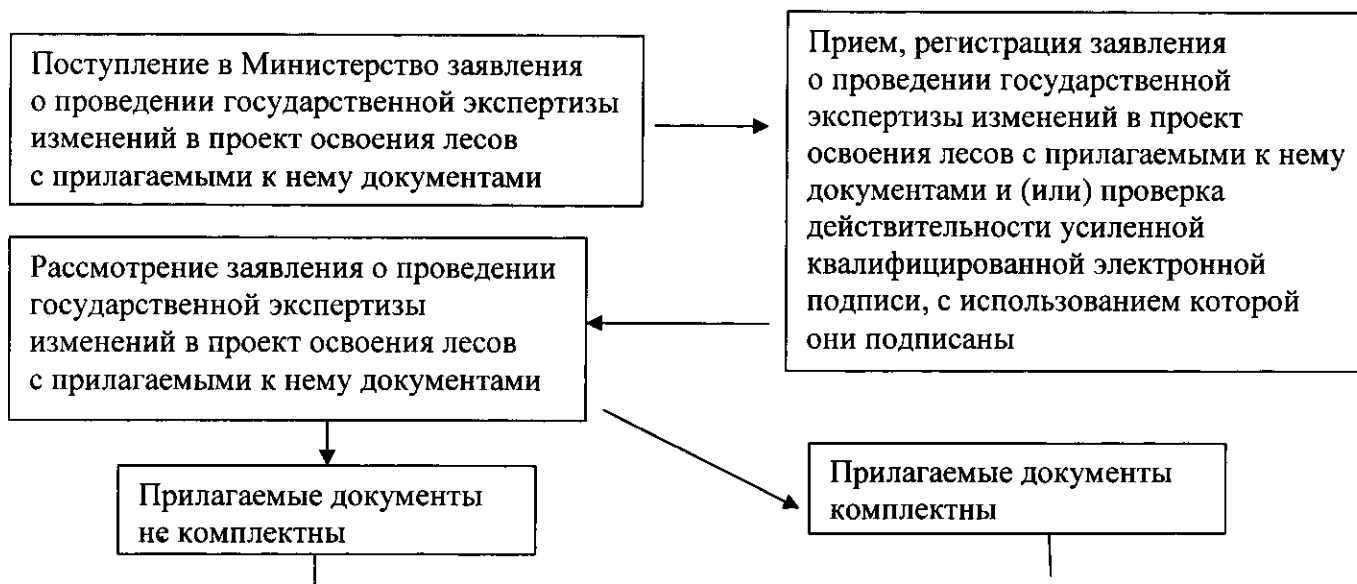 Поступление в Министерство заявления
о проведении государственной экспертизы
изменений в проект освоения лесов
с прилагаемыми к нему документами
Прием, регистрация заявления
о проведении государственной
экспертизы изменений в проект
освоения лесов с прилагаемыми к нему
документами и (или) проверка
действительности усиленной
квалифицированной электронной
подписи, с использованием которой
они подписаны
Рассмотрение заявления о проведении
государственной экспертизы
изменений в проект освоения лесов
с прилагаемыми к нему документами
Прилагаемые документы
не комплектны
Прилагаемые документы
комплектны